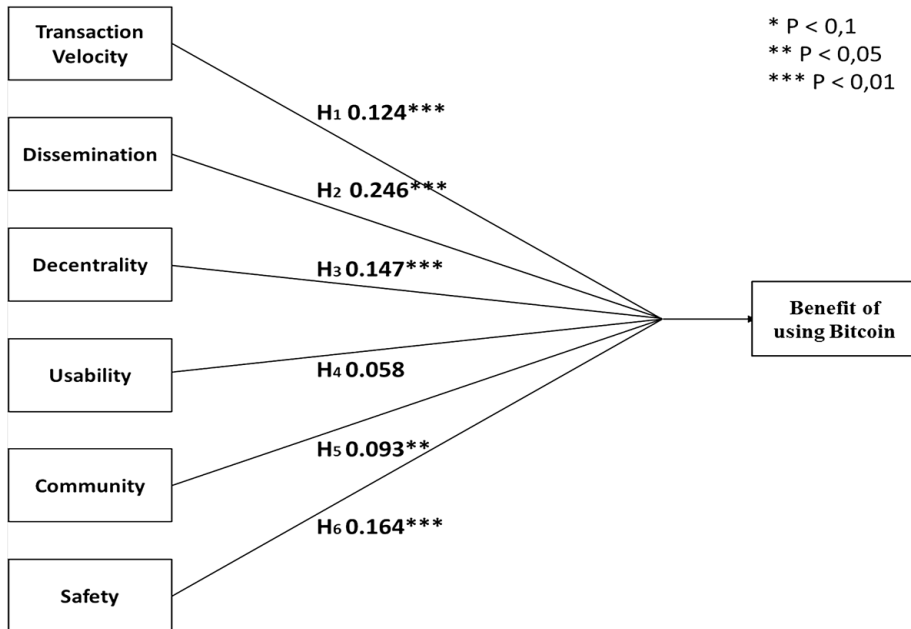 Transaction
Velocity
* P < 0,1
** P < 0,05
*** P < 0,01
H1 0.124***
Dissemination
H2 0.246***
Decentrality
H3 0.147***
Benefit of
using Bitcoin
Usability
H4 0.058
Community
H5 0.093**
H6 0.164***
Safety